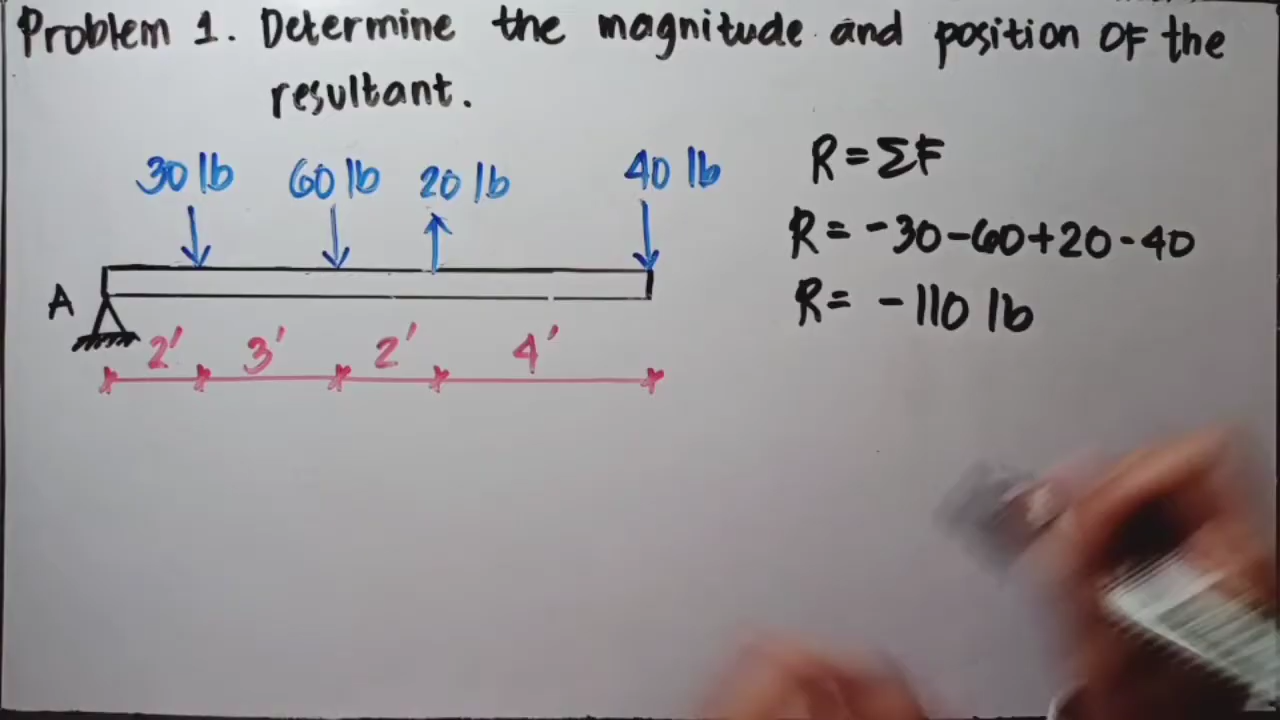 Problem 1. Determine the magnitude and position OF the
resultant.
30 lb 60 lb 20 lb 40 lb
R = ΣF
R = -30-60+20-40
R = -110 lb
A
2' 3' 2' 4'